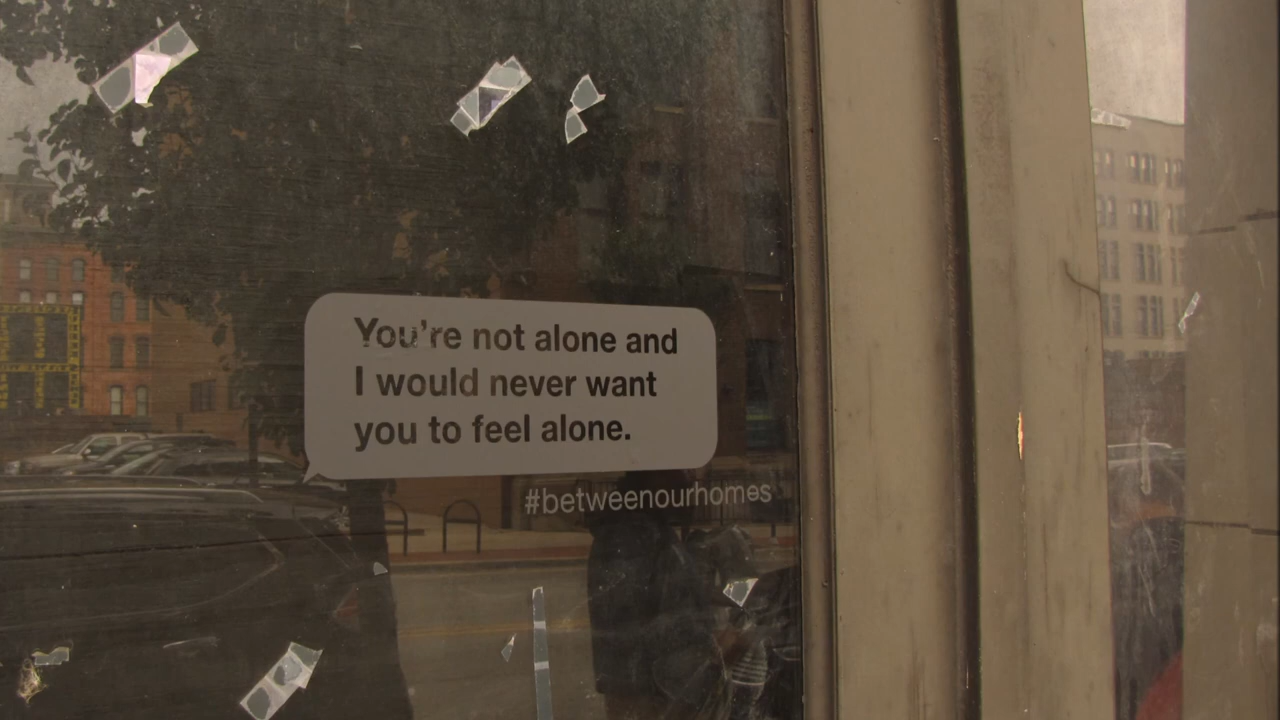 You're not alone and
I would never want
you to feel alone.
#betweenourhomes